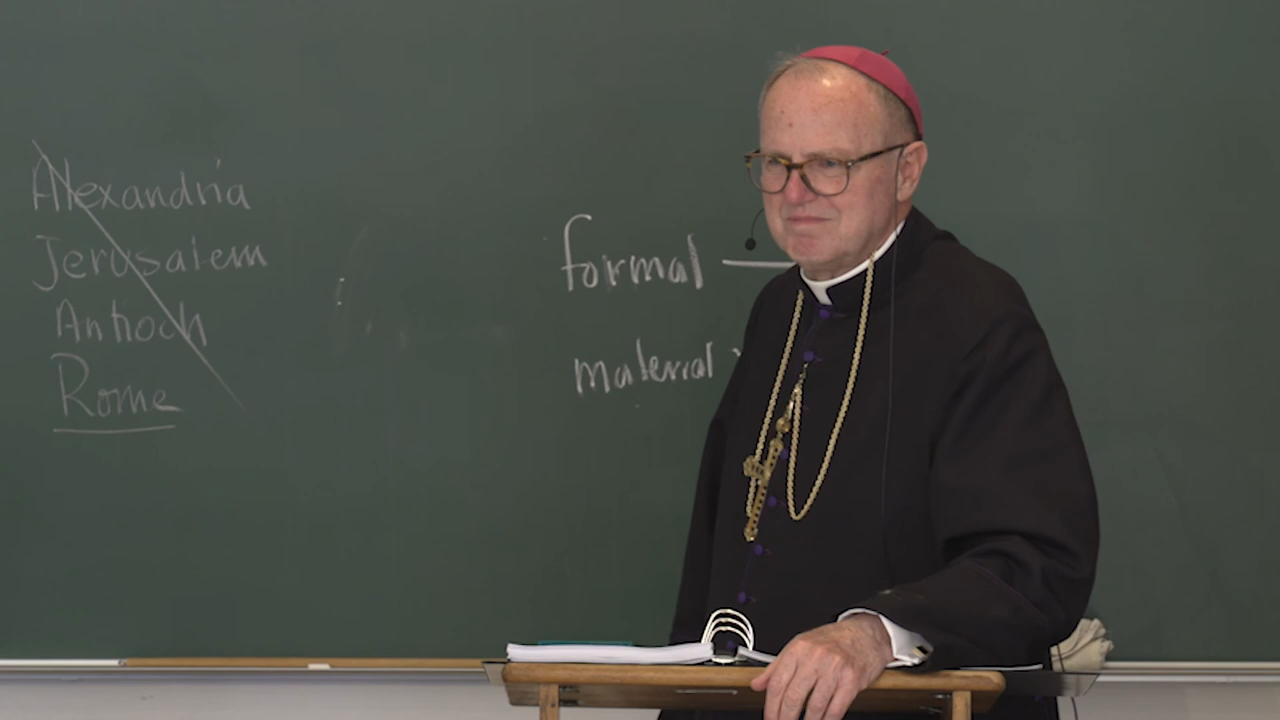 Alexandria
Jerusalem
Antioch
Rome
formal —
material